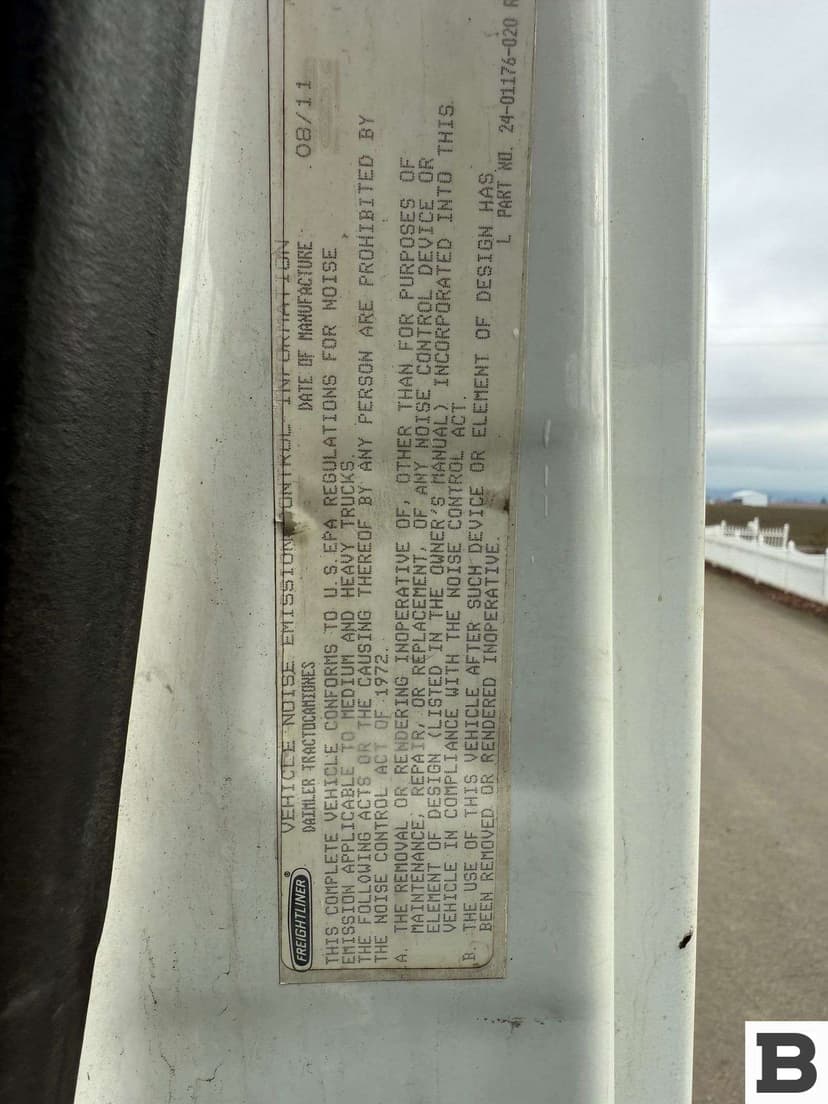 FREIGHTLINER ®
VEHICLE NOISE EMISSION CONTROL INFORMATION
DAIMLER TRACTOCAMIONES DATE OF MANUFACTURE 08/11
THIS COMPLETE VEHICLE CONFORMS TO U.S.EPA REGULATIONS FOR NOISE
EMISSION APPLICABLE TO MEDIUM AND HEAVY TRUCKS.
THE FOLLOWING ACTS OR THE CAUSING THEREOF BY ANY PERSON ARE PROHIBITED BY
THE NOISE CONTROL ACT OF 1972.
A. THE REMOVAL OR RENDERING INOPERATIVE OF, OTHER THAN FOR PURPOSES OF
MAINTENANCE, REPAIR, OR REPLACEMENT, OF ANY NOISE CONTROL DEVICE OR
ELEMENT OF DESIGN (LISTED IN THE OWNER'S MANUAL) INCORPORATED INTO THIS
VEHICLE IN COMPLIANCE WITH THE NOISE CONTROL ACT.
B. THE USE OF THIS VEHICLE AFTER SUCH DEVICE OR ELEMENT OF DESIGN HAS
BEEN REMOVED OR RENDERED INOPERATIVE.
L PART NO. 24-01176-020 R
B